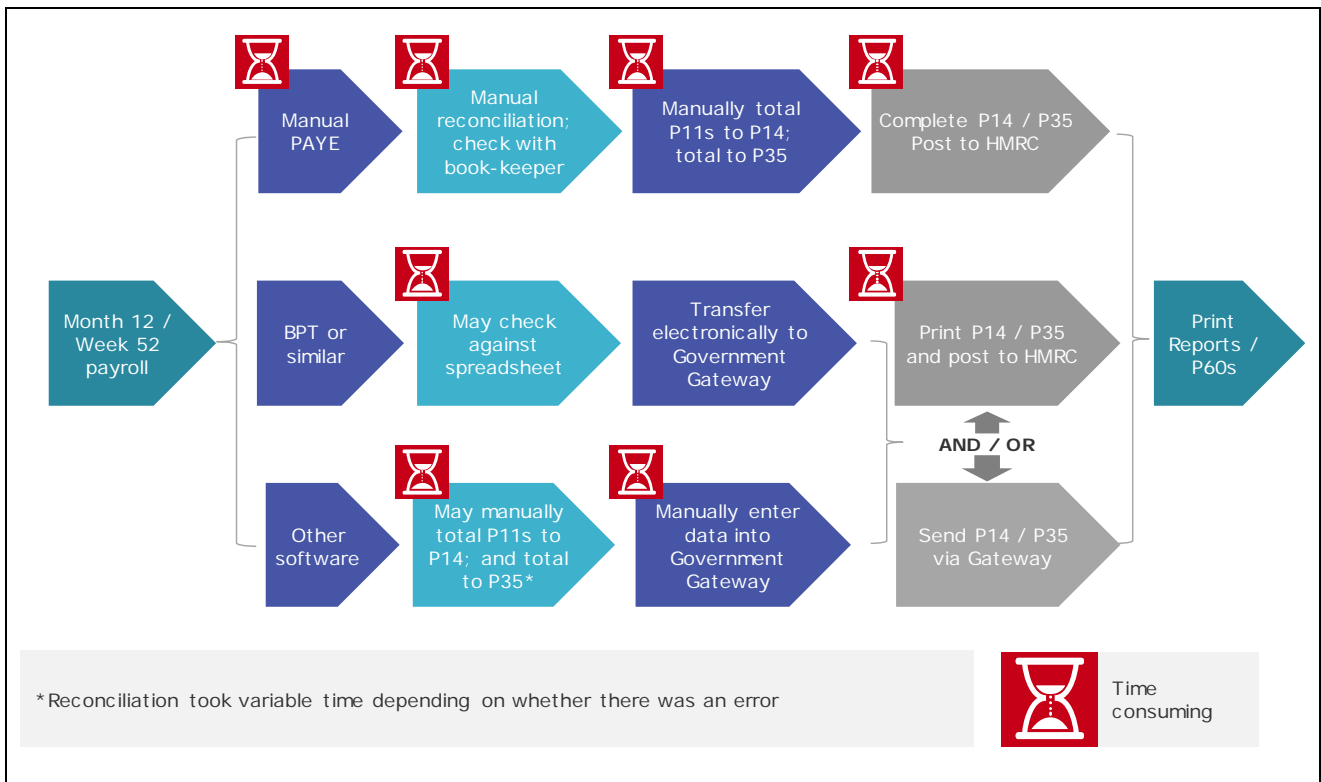 Manual
PAYE
Manual
reconciliation;
check with
book-keeper
Manually total
P11s to P14;
total to P35
Complete P14 / P35
Post to HMRC
Month 12 /
Week 52
payroll
BPT or
similar
May check
against
spreadsheet
Transfer
electronically to
Government
Gateway
Print P14 / P35
and post to HMRC
Print
Reports /
P60s
AND / OR
Other
software
May manually
total P11s to
P14; and total
to P35*
Manually enter
data into
Government
Gateway
Send P14 / P35
via Gateway
*Reconciliation took variable time depending on whether there was an error
Time
consuming